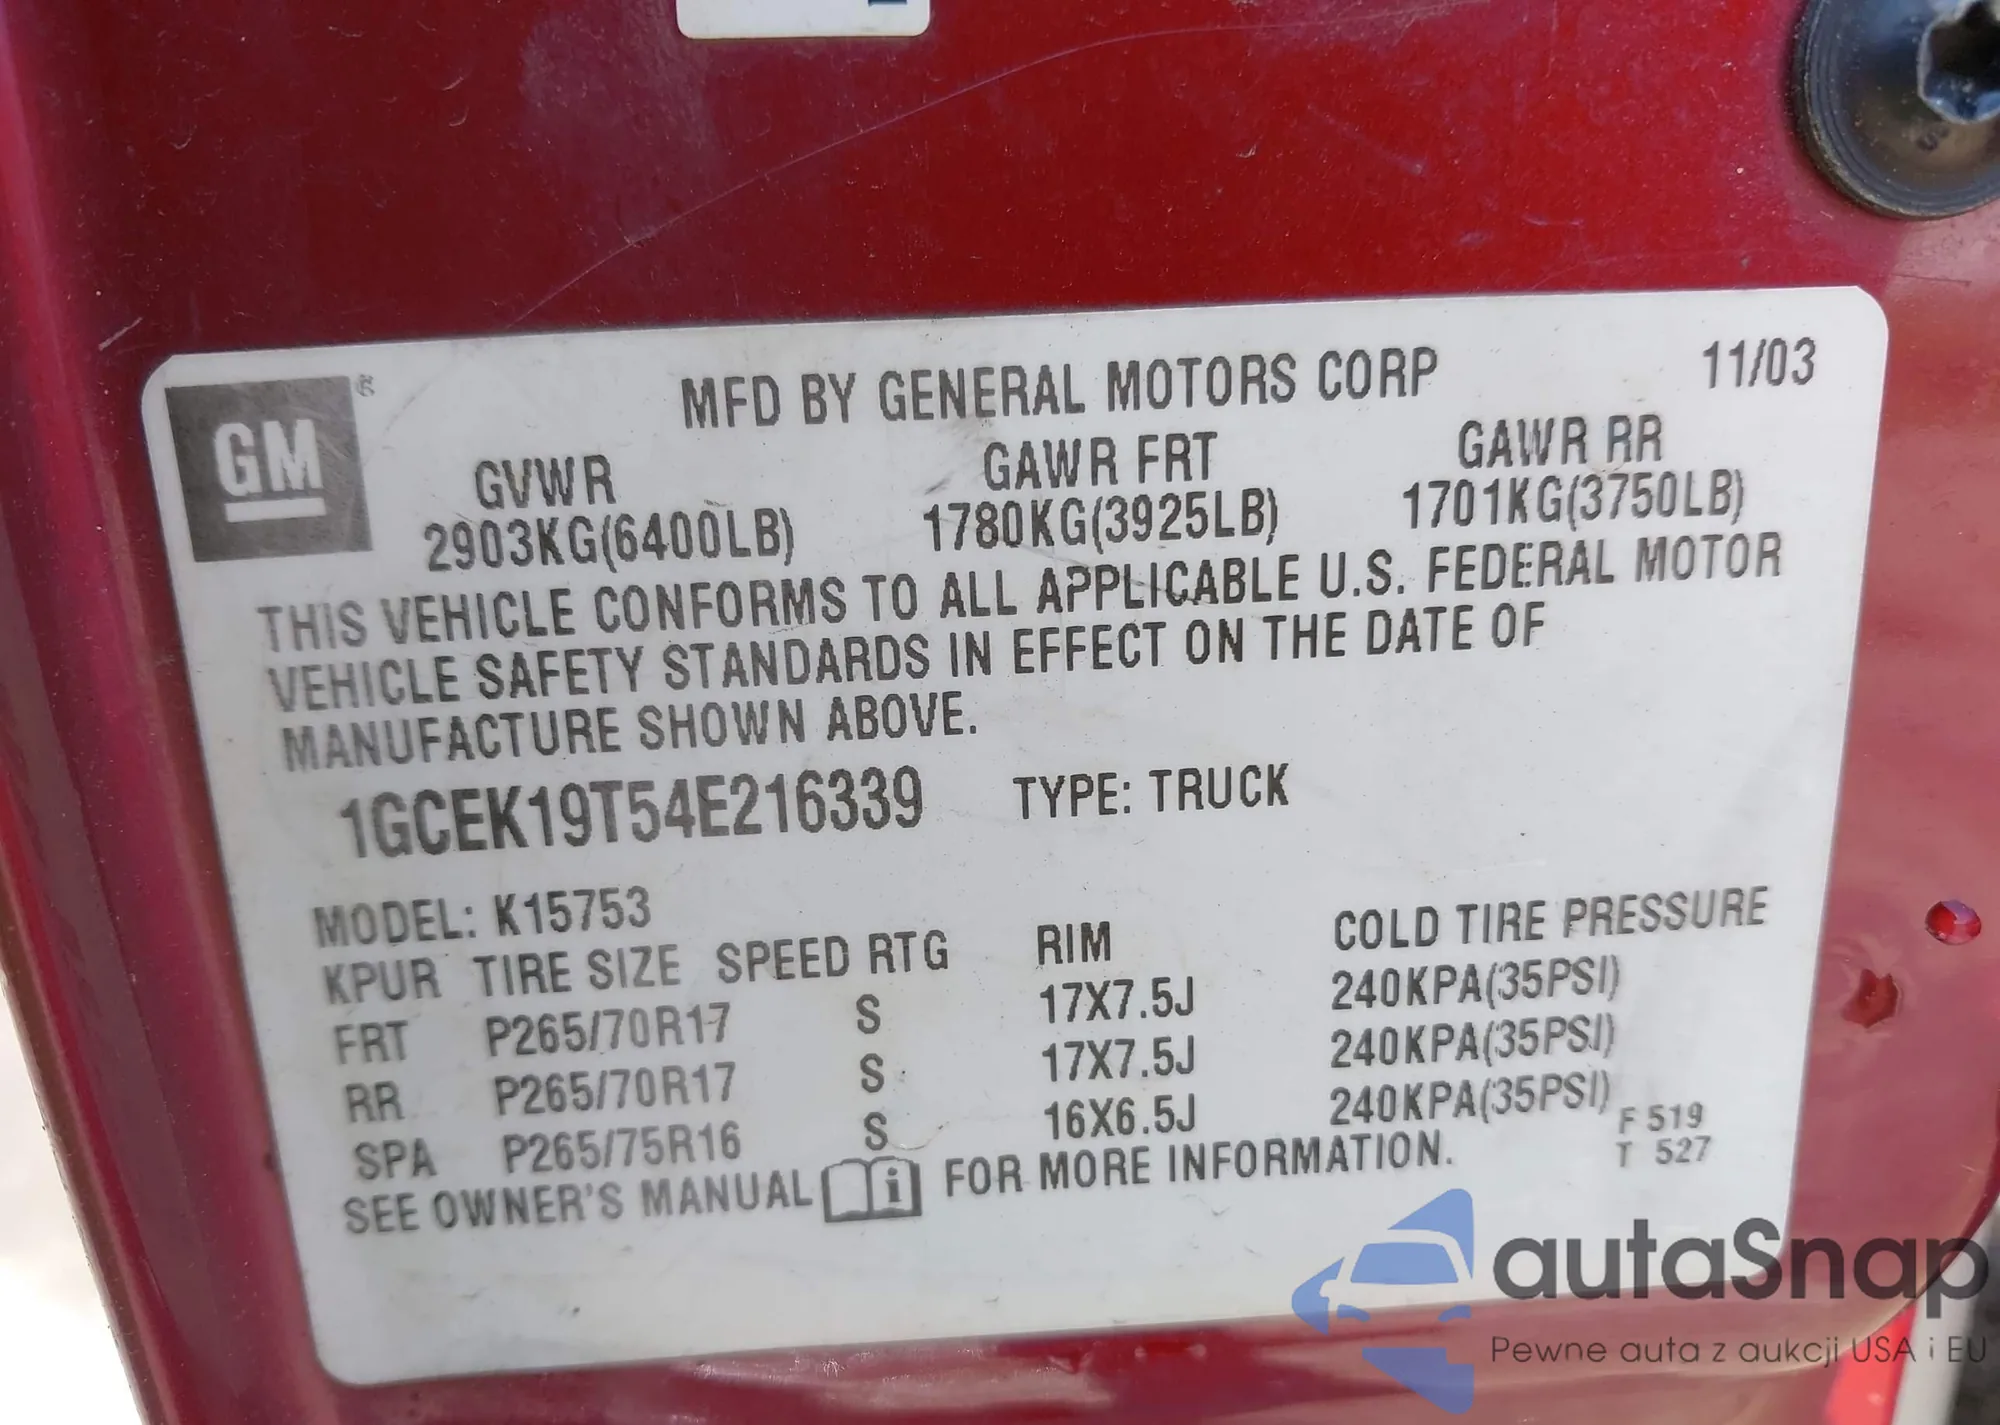 GM
MFD BY GENERAL MOTORS CORP 11/03
GVWR GAWR FRT GAWR RR
2903KG(6400LB) 1780KG(3925LB) 1701KG(3750LB)
THIS VEHICLE CONFORMS TO ALL APPLICABLE U.S. FEDERAL MOTOR
VEHICLE SAFETY STANDARDS IN EFFECT ON THE DATE OF
MANUFACTURE SHOWN ABOVE.
1GCEK19T54E216339 TYPE: TRUCK
MODEL: K15753
KPUR TIRE SIZE SPEED RTG RIM COLD TIRE PRESSURE
FRT P265/70R17 S 17X7.5J 240KPA(35PSI)
RR P265/70R17 S 17X7.5J 240KPA(35PSI)
SPA P265/75R16 S 16X6.5J 240KPA(35PSI)
F 519
T 527
SEE OWNER'S MANUAL i FOR MORE INFORMATION.
autaSnap
Pewne auta z aukcji USA i EU